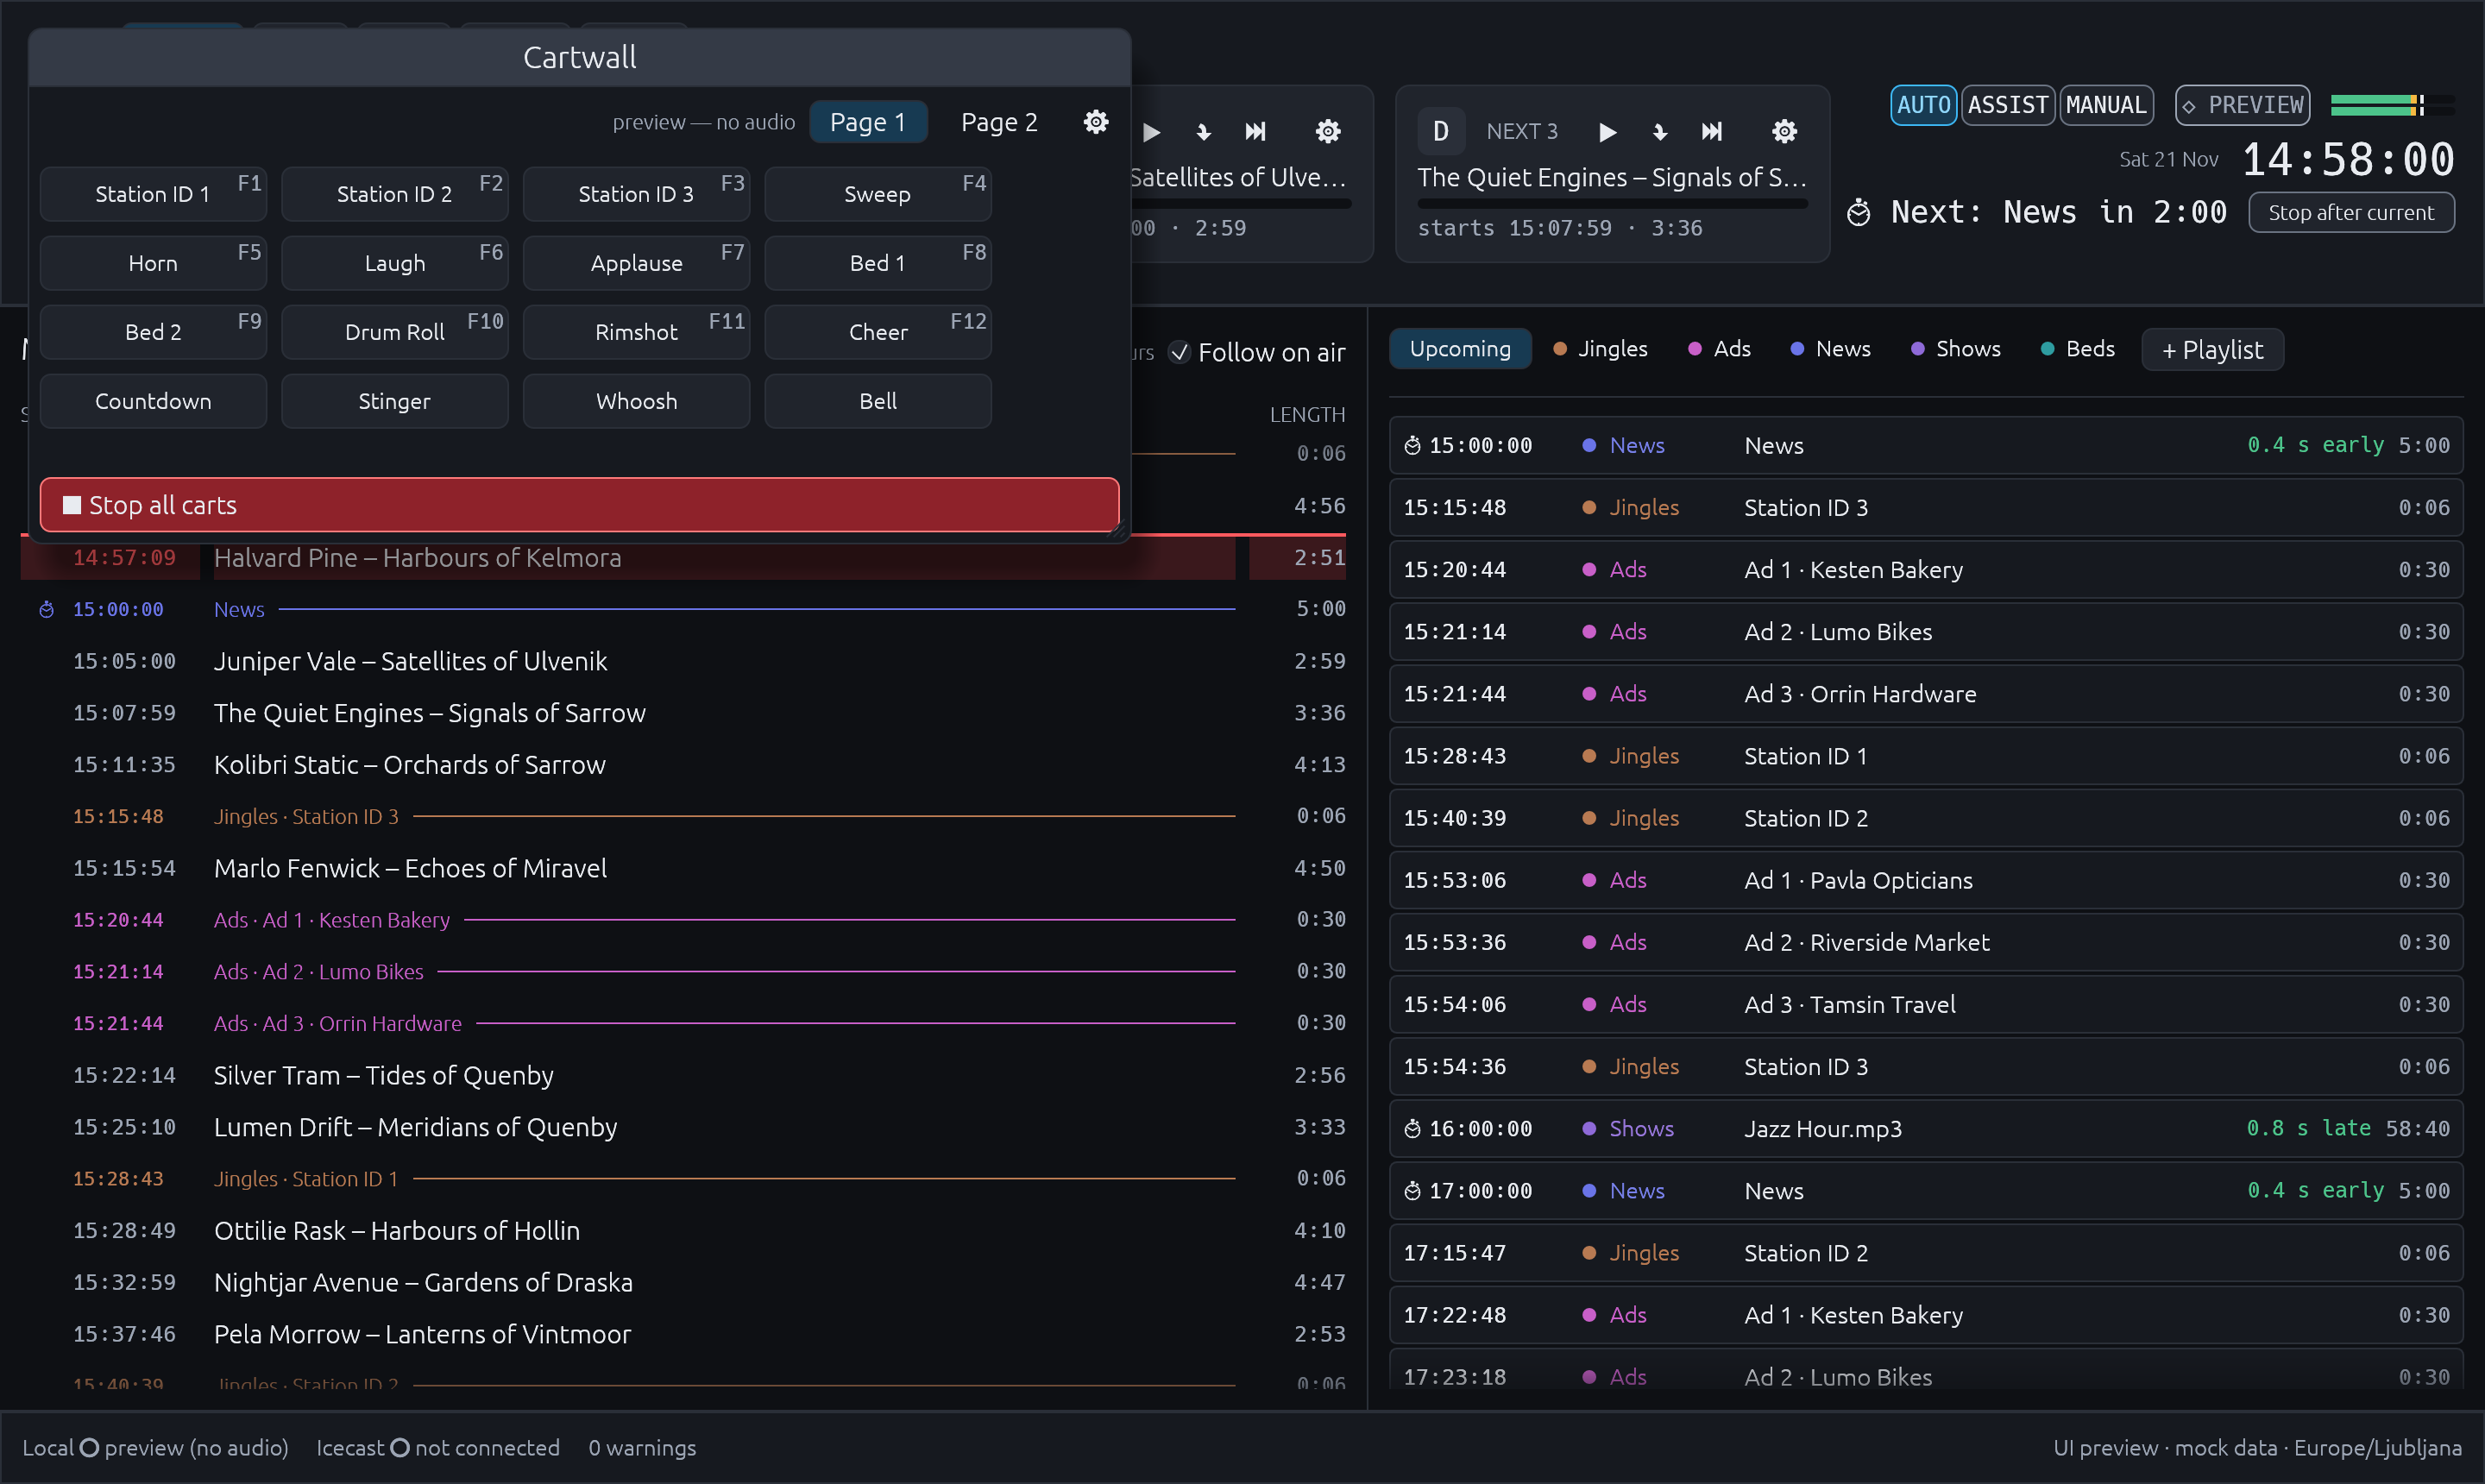 Cartwall
preview — no audio Page 1 Page 2
Station ID 1 F1 Station ID 2 F2 Station ID 3 F3 Sweep F4
Horn F5 Laugh F6 Applause F7 Bed 1 F8
Bed 2 F9 Drum Roll F10 Rimshot F11 Cheer F12
Countdown Stinger Whoosh Bell
Stop all carts
Satellites of Ulve…
00 · 2:59
D NEXT 3
The Quiet Engines – Signals of S…
starts 15:07:59 · 3:36
AUTO ASSIST MANUAL ◇ PREVIEW
Sat 21 Nov 14:58:00
Next: News in 2:00 Stop after current
Follow on air
LENGTH
0:06
4:56
14:57:09 Halvard Pine – Harbours of Kelmora 2:51
15:00:00 News 5:00
15:05:00 Juniper Vale – Satellites of Ulvenik 2:59
15:07:59 The Quiet Engines – Signals of Sarrow 3:36
15:11:35 Kolibri Static – Orchards of Sarrow 4:13
15:15:48 Jingles · Station ID 3 0:06
15:15:54 Marlo Fenwick – Echoes of Miravel 4:50
15:20:44 Ads · Ad 1 · Kesten Bakery 0:30
15:21:14 Ads · Ad 2 · Lumo Bikes 0:30
15:21:44 Ads · Ad 3 · Orrin Hardware 0:30
15:22:14 Silver Tram – Tides of Quenby 2:56
15:25:10 Lumen Drift – Meridians of Quenby 3:33
15:28:43 Jingles · Station ID 1 0:06
15:28:49 Ottilie Rask – Harbours of Hollin 4:10
15:32:59 Nightjar Avenue – Gardens of Draska 4:47
15:37:46 Pela Morrow – Lanterns of Vintmoor 2:53
15:40:39 Jingles · Station ID 2 0:06
Upcoming Jingles Ads News Shows Beds + Playlist
15:00:00 News News 0.4 s early 5:00
15:15:48 Jingles Station ID 3 0:06
15:20:44 Ads Ad 1 · Kesten Bakery 0:30
15:21:14 Ads Ad 2 · Lumo Bikes 0:30
15:21:44 Ads Ad 3 · Orrin Hardware 0:30
15:28:43 Jingles Station ID 1 0:06
15:40:39 Jingles Station ID 2 0:06
15:53:06 Ads Ad 1 · Pavla Opticians 0:30
15:53:36 Ads Ad 2 · Riverside Market 0:30
15:54:06 Ads Ad 3 · Tamsin Travel 0:30
15:54:36 Jingles Station ID 3 0:06
16:00:00 Shows Jazz Hour.mp3 0.8 s late 58:40
17:00:00 News News 0.4 s early 5:00
17:15:47 Jingles Station ID 2 0:06
17:22:48 Ads Ad 1 · Kesten Bakery 0:30
17:23:18 Ads Ad 2 · Lumo Bikes 0:30
Local preview (no audio) Icecast not connected 0 warnings
UI preview · mock data · Europe/Ljubljana